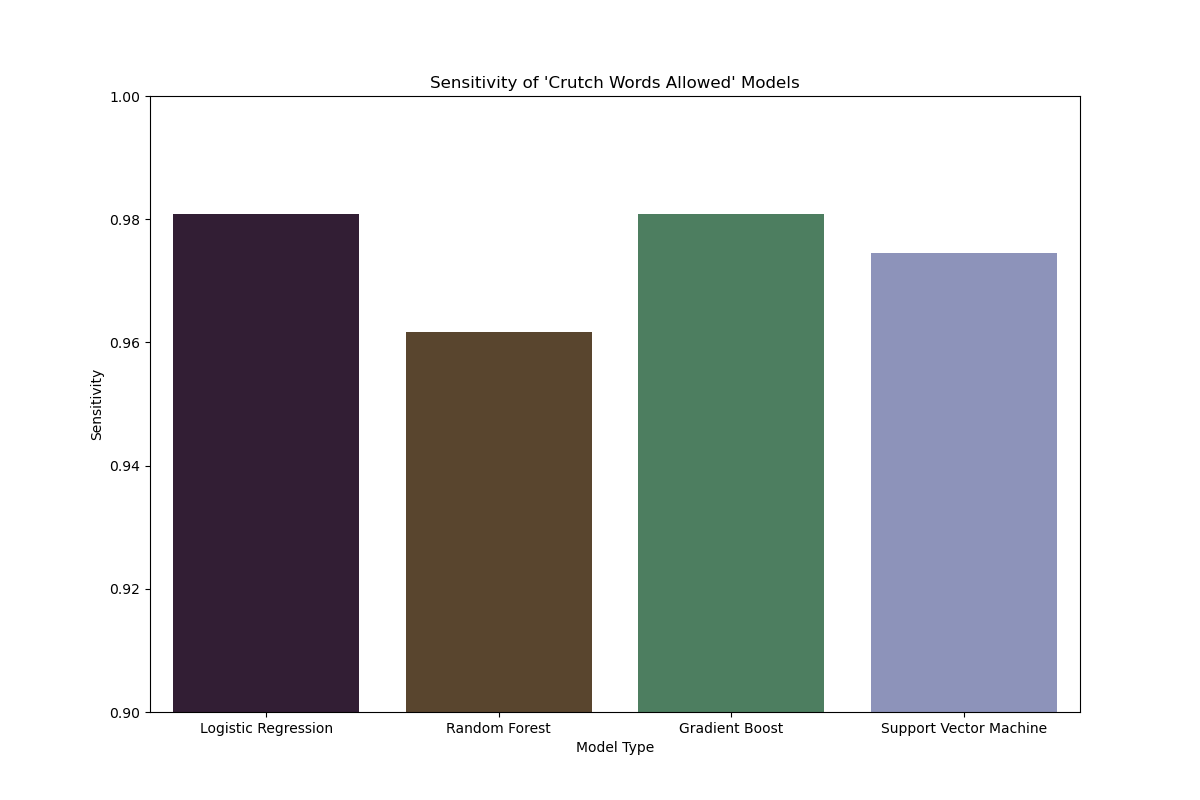 Sensitivity of 'Crutch Words Allowed' Models
1.00
0.98
0.96
0.94
0.92
0.90
Sensitivity
Logistic Regression
Random Forest
Gradient Boost
Support Vector Machine
Model Type